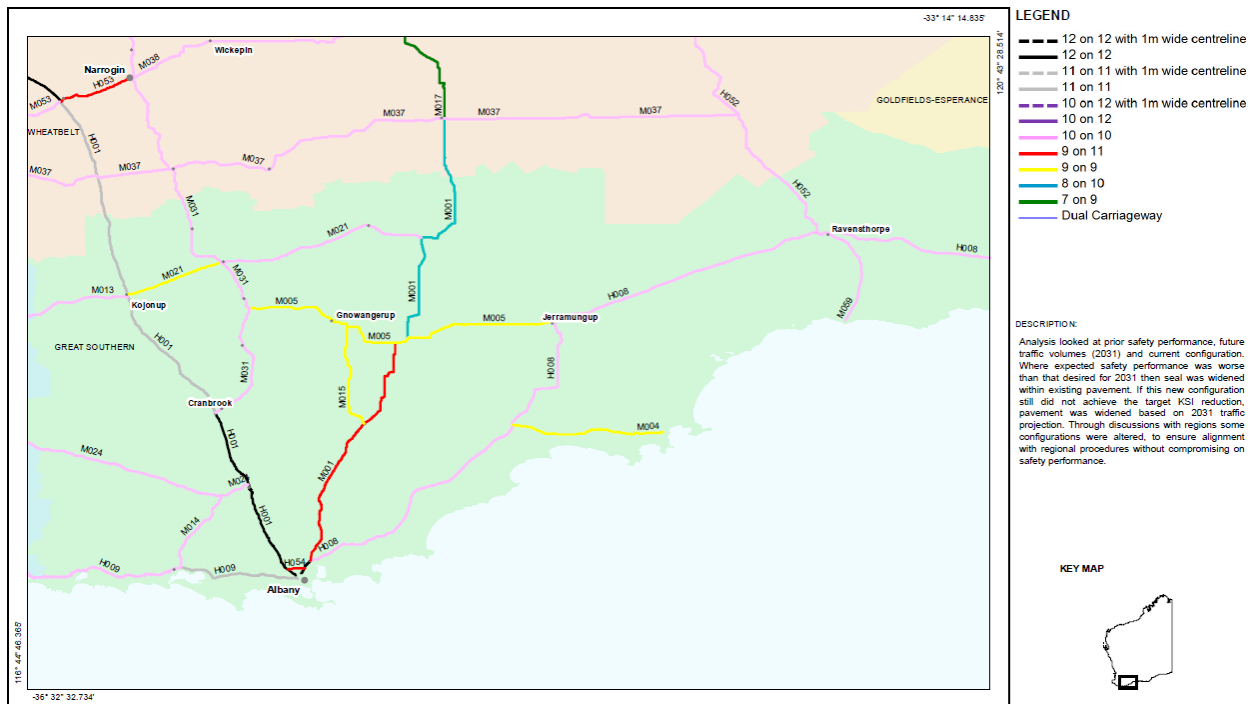 -33° 14' 14.835'
120° 43' 28.514'
Wickepin
M038
Narrogin
H053
M053
M017
H052
M037
M037
M037
GOLDFIELDS-ESPERANCE
WHEATBELT
H001
M037
M037
M037
H052
M031
M001
M021
Ravensthorpe
H008
M021
M031
M013
M001
H008
M059
Kojonup
M005
Gnowangerup
M005
Jerramungup
M005
H001
GREAT SOUTHERN
M031
H008
M015
Cranbrook
H001
M004
M024
M001
H001
M014
H008
H009
H009
H054
Albany
116° 44' 46.365'
-36° 32' 32.734'
LEGEND
12 on 12 with 1m wide centreline
12 on 12
11 on 11 with 1m wide centreline
11 on 11
10 on 12 with 1m wide centreline
10 on 12
10 on 10
9 on 11
9 on 9
8 on 10
7 on 9
Dual Carriageway
DESCRIPTION:
Analysis looked at prior safety performance, future
traffic volumes (2031) and current configuration.
Where expected safety performance was worse
than that desired for 2031 then seal was widened
within existing pavement. If this new configuration
still did not achieve the target KSI reduction,
pavement was widened based on 2031 traffic
projection. Through discussions with regions some
configurations were altered, to ensure alignment
with regional procedures without compromising on
safety performance.
KEY MAP